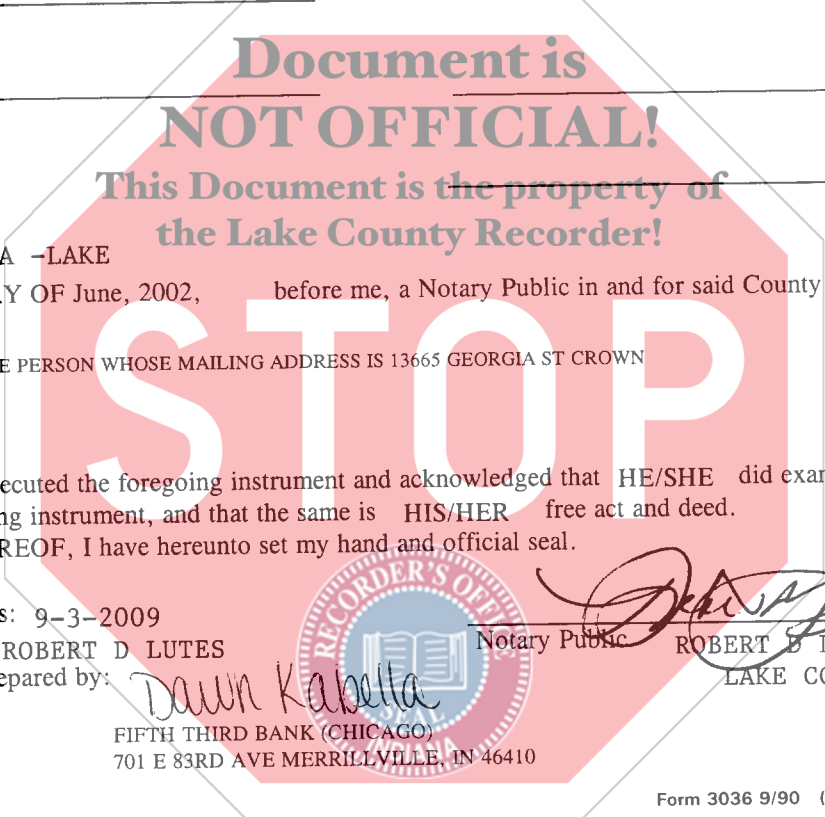 Document is
NOT OFFICIAL!
This Document is the property of
the Lake County Recorder!
A -LAKE
Y OF June, 2002, before me, a Notary Public in and for said County
E PERSON WHOSE MAILING ADDRESS IS 13665 GEORGIA ST CROWN
STOP
ecuted the foregoing instrument and acknowledged that HE/SHE did exam
ng instrument, and that the same is HIS/HER free act and deed.
REOF, I have hereunto set my hand and official seal.
RECORDER'S OFFICE
s: 9-3-2009
Notary Public ROBERT D L
ROBERT D LUTES
LAKE CO
epared by: Dawn Kabella
SEAL
INDIANA
FIFTH THIRD BANK (CHICAGO)
701 E 83RD AVE MERRILLVILLE, IN 46410
Form 3036 9/90 (